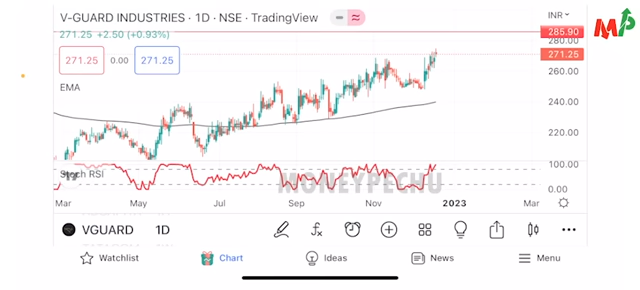 V-GUARD INDUSTRIES · 1D · NSE · TradingView
INR
271.25 +2.50 (+0.93%)
285.90
280.00
271.25 0.00 271.25
271.25
260.00
EMA
240.00
220.00
100.00
Stoch RSI
MONEYPECHU
0.00
Mar May Jul Sep Nov 2023 Mar
VGUARD 1D
Watchlist Chart Ideas News Menu
MP